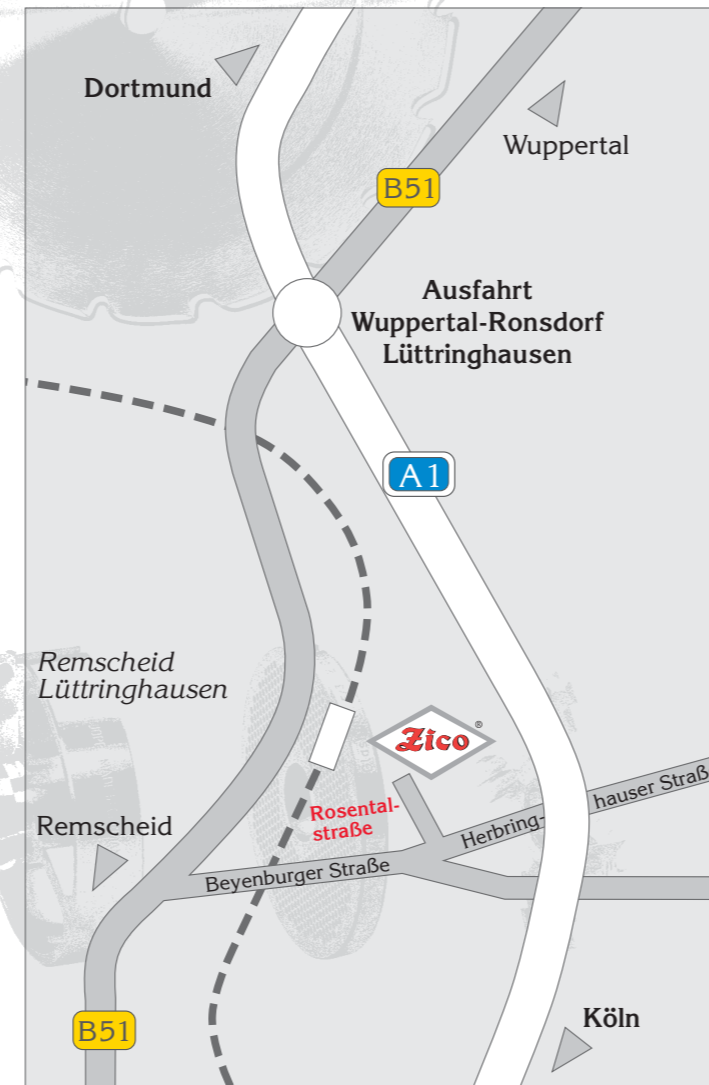 Dortmund
Wuppertal
B51
Ausfahrt
Wuppertal-Ronsdorf
Lüttringhausen
A1
Remscheid
Lüttringhausen
Zico®
Rosental-
straße
Remscheid
Herbring-
hauser Straß
Beyenburger Straße
B51
Köln